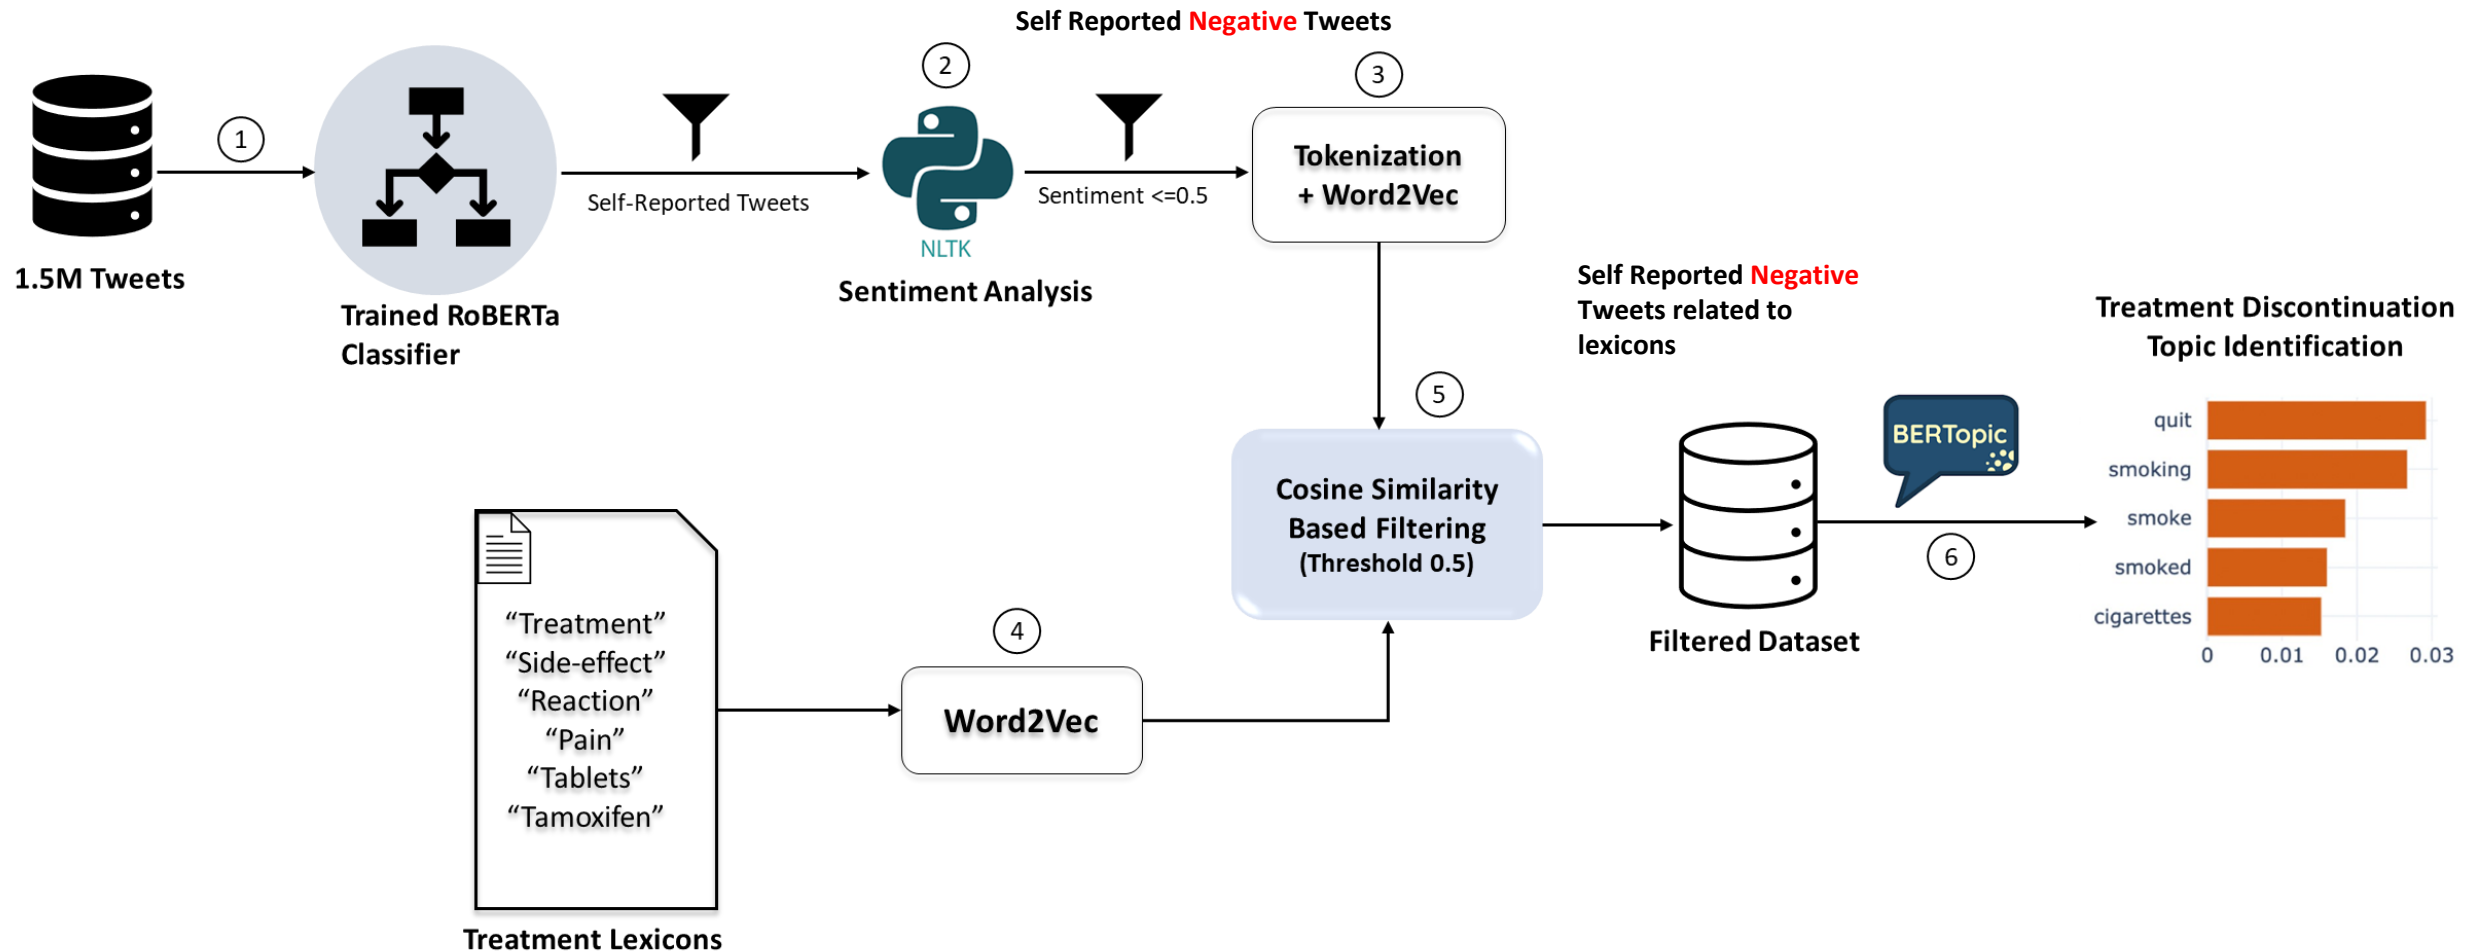 Self Reported Negative Tweets
1
2
3
Self-Reported Tweets
Sentiment <=0.5
Tokenization
+ Word2Vec
NLTK
1.5M Tweets
Trained RoBERTa
Classifier
Sentiment Analysis
5
Self Reported Negative
Tweets related to
lexicons
Treatment Discontinuation
Topic Identification
Cosine Similarity
Based Filtering
(Threshold 0.5)
Filtered Dataset
BERTopic
6
quit
smoking
smoke
smoked
cigarettes
0 0.01 0.02 0.03
“Treatment”
“Side-effect”
“Reaction”
“Pain”
“Tablets”
“Tamoxifen”
Treatment Lexicons
4
Word2Vec